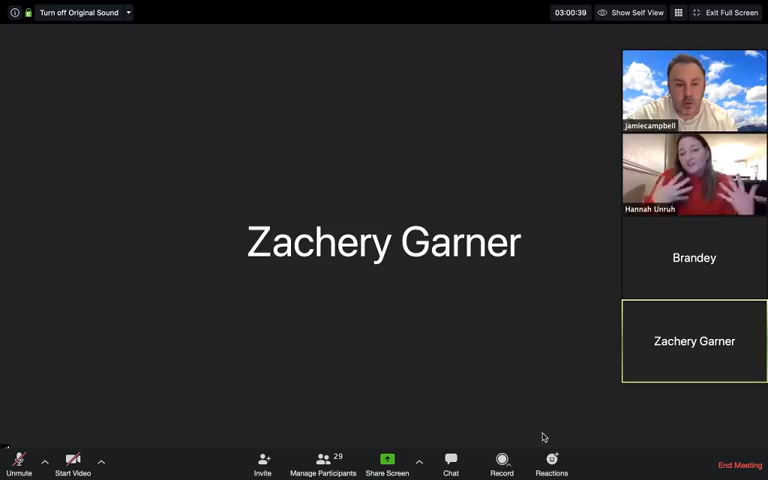 Turn off Original Sound
03:00:39
Show Self View
Exit Full Screen
jamiecampbell
Hannah Unruh
Zachery Garner
Brandey
Zachery Garner
Unmute
Start Video
Invite
29
Manage Participants
Share Screen
Chat
Record
Reactions
End Meeting